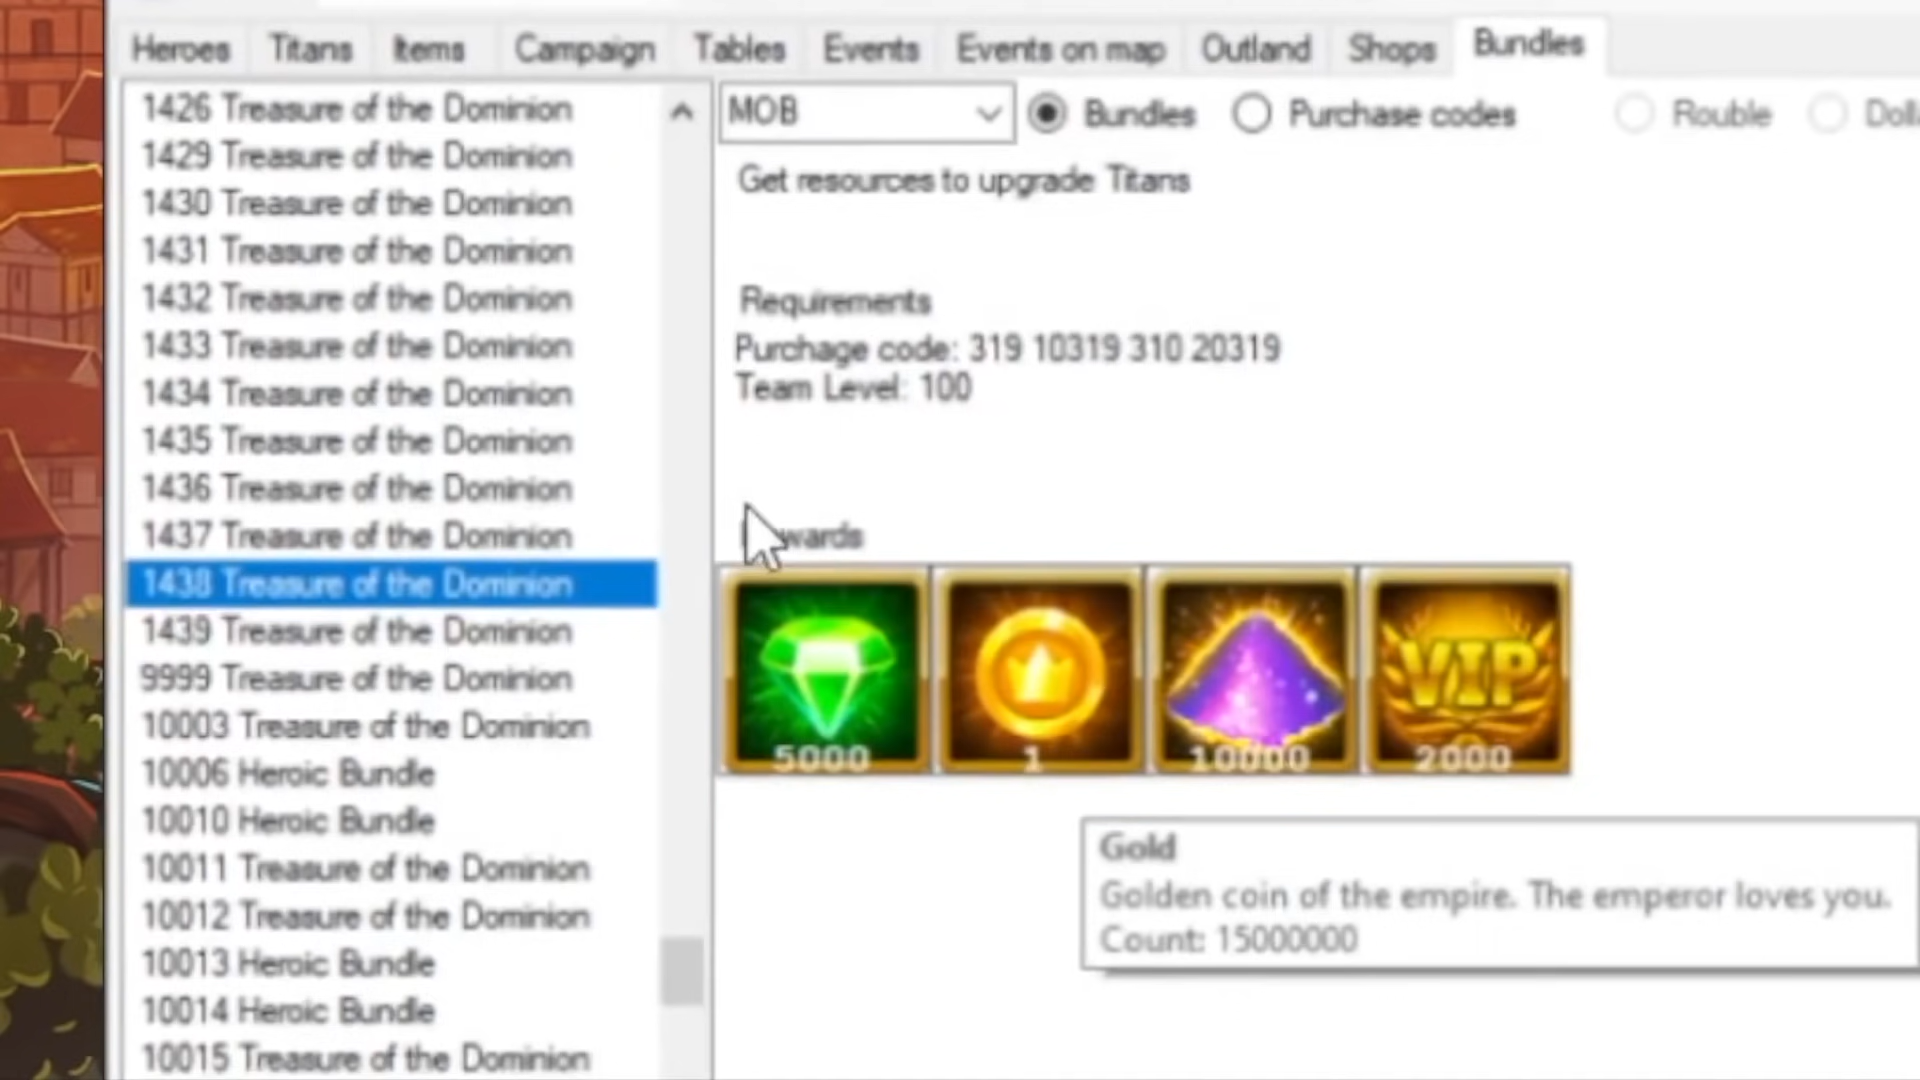 Heroes Titans Items Campaign Tables Events Events on map Outland Shops Bundles
1426 Treasure of the Dominion
1429 Treasure of the Dominion
1430 Treasure of the Dominion
1431 Treasure of the Dominion
1432 Treasure of the Dominion
1433 Treasure of the Dominion
1434 Treasure of the Dominion
1435 Treasure of the Dominion
1436 Treasure of the Dominion
1437 Treasure of the Dominion
1438 Treasure of the Dominion
1439 Treasure of the Dominion
9999 Treasure of the Dominion
10003 Treasure of the Dominion
10006 Heroic Bundle
10010 Heroic Bundle
10011 Treasure of the Dominion
10012 Treasure of the Dominion
10013 Heroic Bundle
10014 Heroic Bundle
10015 Treasure of the Dominion
MOB Bundles Purchase codes Rouble
Get resources to upgrade Titans
Requirements
Purchage code: 319 10319 310 20319
Team Level: 100
wards
VIP
5000 1 10000 2000
Gold
Golden coin of the empire. The emperor loves you.
Count: 15000000